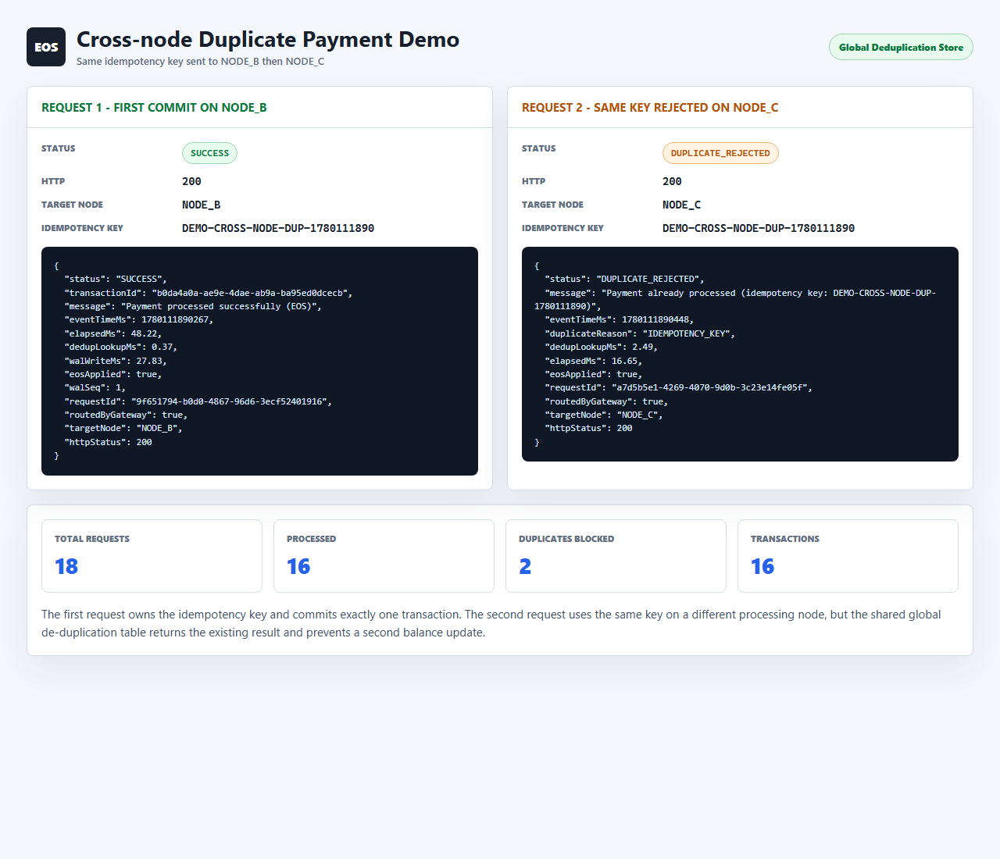 EOS
Cross-node Duplicate Payment Demo
Same idempotency key sent to NODE_B then NODE_C
Global Deduplication Store
REQUEST 1 - FIRST COMMIT ON NODE_B
STATUS
SUCCESS
HTTP
200
TARGET NODE
NODE_B
IDEMPOTENCY KEY
DEMO-CROSS-NODE-DUP-1780111890
{
  "status": "SUCCESS",
  "transactionId": "b0da4a0a-ae9e-4dae-ab9a-ba95ed0dcecb",
  "message": "Payment processed successfully (EOS)",
  "eventTimeMs": 1780111890267,
  "elapsedMs": 48.22,
  "dedupLookupMs": 0.37,
  "walWriteMs": 27.83,
  "eosApplied": true,
  "walSeq": 1,
  "requestId": "9f651794-b0d0-4867-96d6-3ecf52401916",
  "routedByGateway": true,
  "targetNode": "NODE_B",
  "httpStatus": 200
}
REQUEST 2 - SAME KEY REJECTED ON NODE_C
STATUS
DUPLICATE_REJECTED
HTTP
200
TARGET NODE
NODE_C
IDEMPOTENCY KEY
DEMO-CROSS-NODE-DUP-1780111890
{
  "status": "DUPLICATE_REJECTED",
  "message": "Payment already processed (idempotency key: DEMO-CROSS-NODE-DUP-
1780111890)",
  "eventTimeMs": 1780111890448,
  "duplicateReason": "IDEMPOTENCY_KEY",
  "dedupLookupMs": 2.49,
  "elapsedMs": 16.65,
  "eosApplied": true,
  "requestId": "a7d5b5e1-4269-4070-9d0b-3c23e14fe05f",
  "routedByGateway": true,
  "targetNode": "NODE_C",
  "httpStatus": 200
}
TOTAL REQUESTS
18
PROCESSED
16
DUPLICATES BLOCKED
2
TRANSACTIONS
16
The first request owns the idempotency key and commits exactly one transaction. The second request uses the same key on a different processing node, but the shared global
de-duplication table returns the existing result and prevents a second balance update.